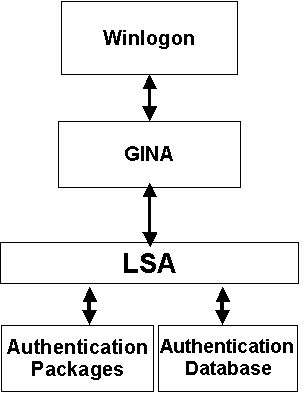 Winlogon
GINA
LSA
Authentication
Packages
Authentication
Database